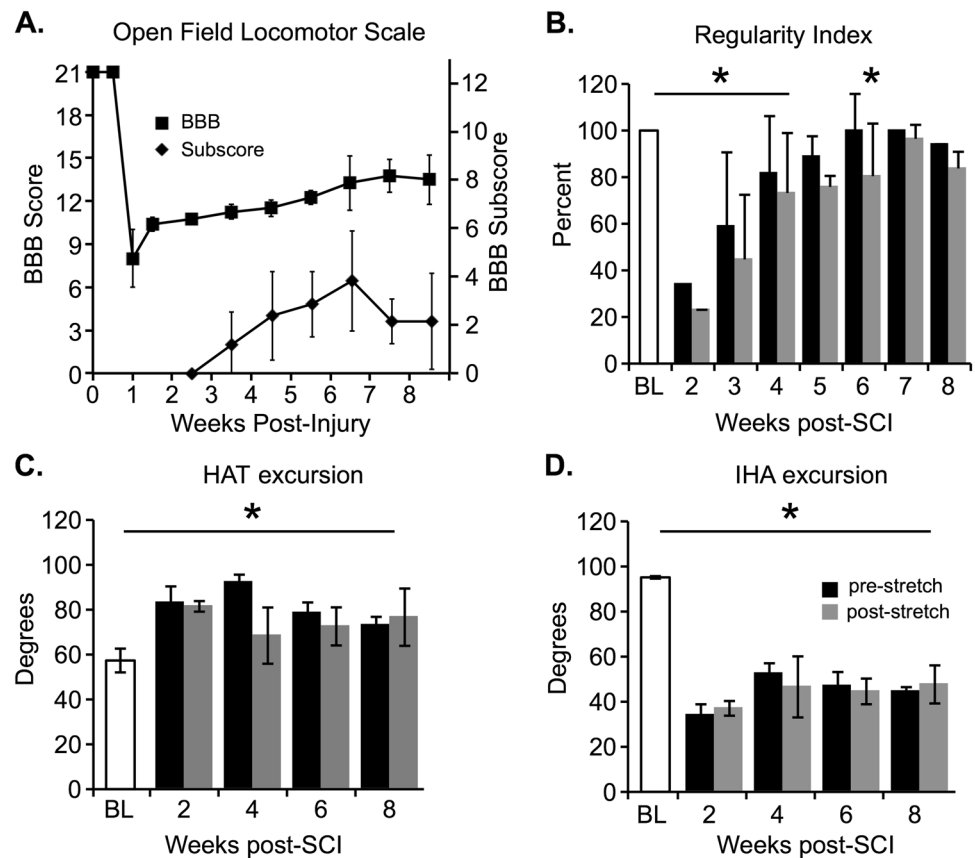 A.
Open Field Locomotor Scale
BBB Score
21
18
15
12
9
6
3
0
BBB
Subscore
12
10
8
6
4
2
0
BBB Subscore
0 1 2 3 4 5 6 7 8
Weeks Post-Injury
B.
Regularity Index
* *
Percent
120
100
80
60
40
20
0
BL 2 3 4 5 6 7 8
Weeks post-SCI
C.
HAT excursion
*
Degrees
120
100
80
60
40
20
0
BL 2 4 6 8
Weeks post-SCI
D.
IHA excursion
*
Degrees
120
100
80
60
40
20
0
pre-stretch
post-stretch
BL 2 4 6 8
Weeks post-SCI